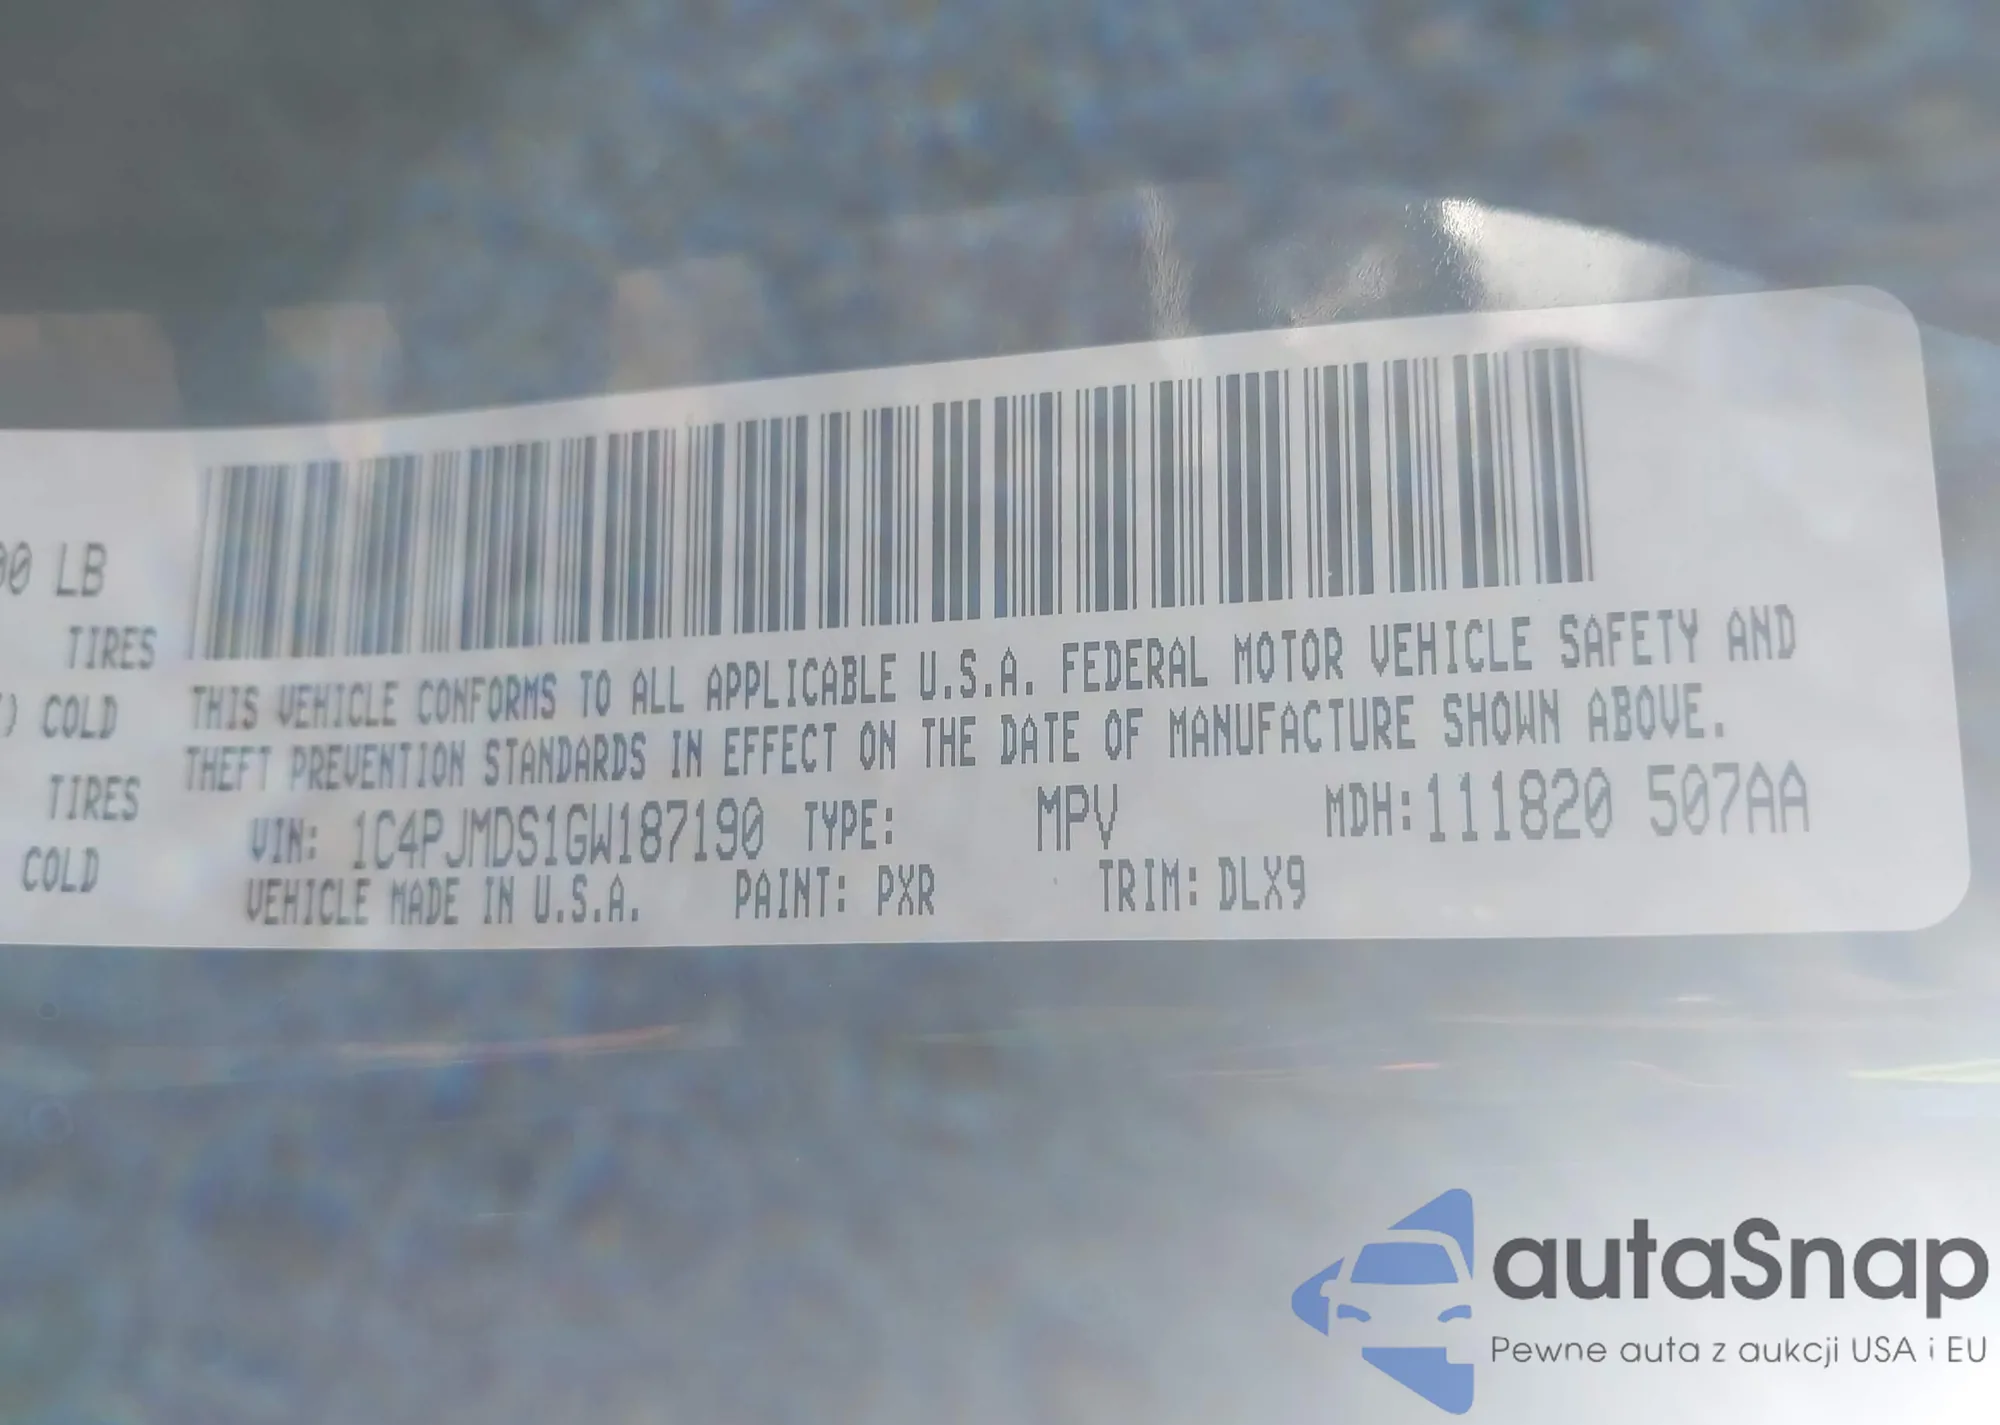 00 LB
TIRES
COLD
TIRES
COLD
THIS VEHICLE CONFORMS TO ALL APPLICABLE U.S.A. FEDERAL MOTOR VEHICLE SAFETY AND
THEFT PREVENTION STANDARDS IN EFFECT ON THE DATE OF MANUFACTURE SHOWN ABOVE.
VIN: 1C4PJMDS1GW187190 TYPE: MPV MDH:111820 507AA
VEHICLE MADE IN U.S.A. PAINT: PXR TRIM: DLX9
autaSnap
Pewne auta z aukcji USA i EU